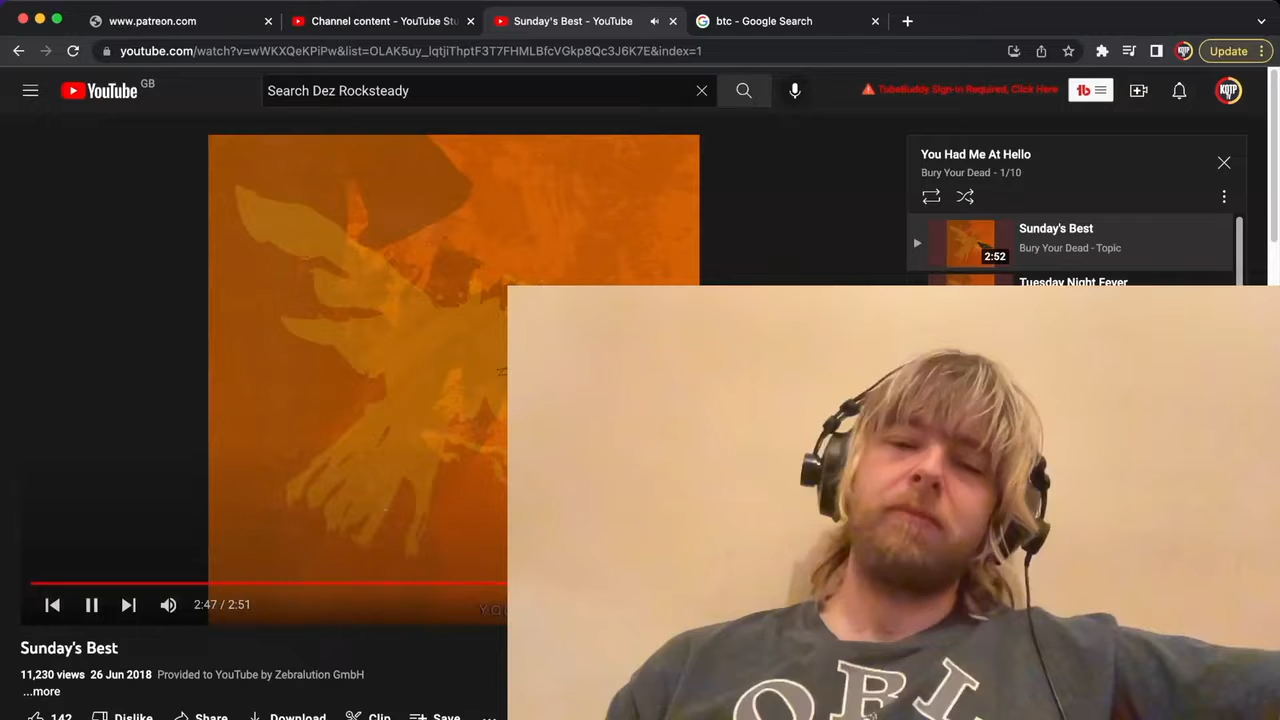 www.patreon.com
Channel content - YouTube Stu
Sunday's Best - YouTube
btc - Google Search
youtube.com/watch?v=wWKXQeKPiPw&list=OLAK5uy_lqtjiThptF3T7FHMLBfcVGkp8Qc3J6K7E&index=1
Update
YouTube GB
Search Dez Rocksteady
TubeBuddy Sign-In Required, Click Here
tb
KQTP
You Had Me At Hello
Bury Your Dead - 1/10
Sunday's Best
Bury Your Dead - Topic
2:52
Tuesday Night Fever
2:47 / 2:51
YOU
Sunday's Best
11,230 views 26 Jun 2018 Provided to YouTube by Zebralution GmbH
...more
142 Dislike Share Download Clip Save